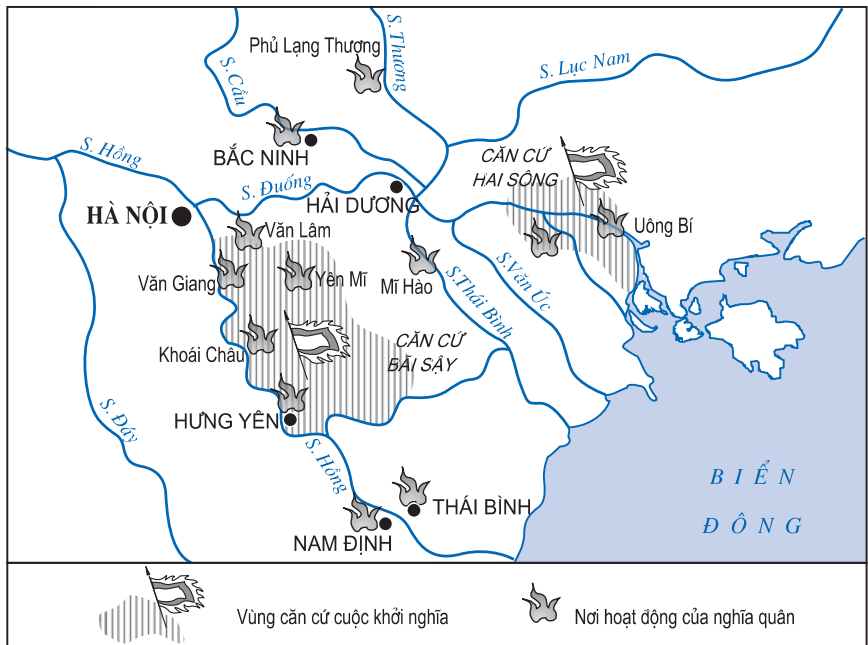 Phủ Lạng Thượng
S. Thương
S. Lục Nam
S. Cầu
BẮC NINH
S. Hồng
S. Đuống
HẢI DƯƠNG
CĂN CỨ
HAI SÔNG
HÀ NỘI
Văn Lâm
Uông Bí
Văn Giang
Yên Mĩ
Mĩ Hào
S.Thái Bình
S.Văn Úc
Khoái Châu
CĂN CỨ
BÃI SẬY
S. Đáy
HƯNG YÊN
S. Hồng
THÁI BÌNH
NAM ĐỊNH
BIỂN
ĐÔNG
Vùng căn cứ cuộc khởi nghĩa
Nơi hoạt động của nghĩa quân